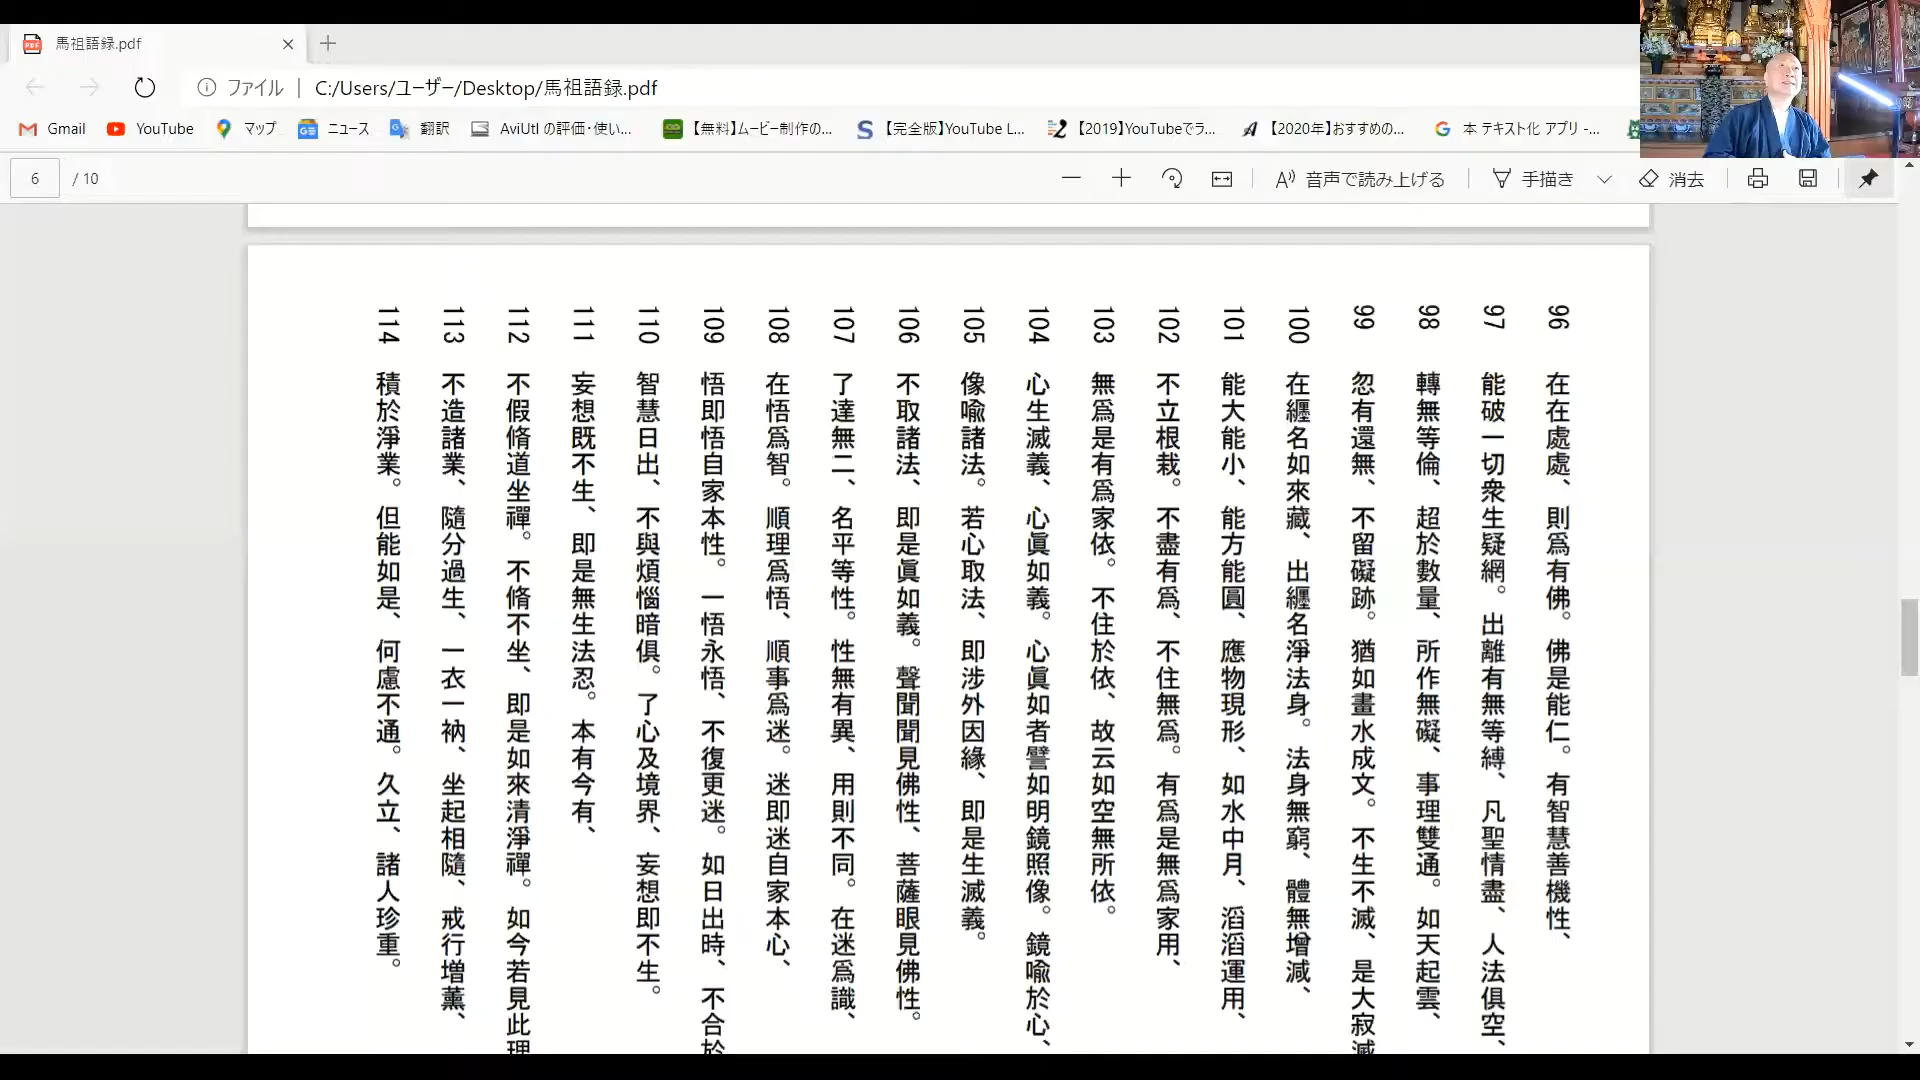 馬祖語録.pdf
ファイル | C:/Users/ユーザー/Desktop/馬祖語録.pdf
Gmail YouTube マップ ニュース 翻訳 AviUtl の評価・使い... 【無料】ムービー制作の... 【完全版】YouTube L... 【2019】YouTubeでラ... 【2020年】おすすめの... 本 テキスト化 アプリ -...
6 / 10 音声で読み上げる 手描き 消去
96 在在處處、則爲有佛。佛是能仁。有智慧善機性、
97 能破一切衆生疑網。出離有無等縛、凡聖情盡、人法俱空、
98 轉無等倫、超於數量、所作無礙、事理雙通。如天起雲、
99 忽有還無、不留礙跡。猶如畫水成文。不生不滅、是大寂滅
100 在纒名如來藏、出纒名淨法身。法身無窮、體無增減、
101 能大能小、能方能圓、應物現形、如水中月、滔滔運用、
102 不立根栽。不盡有爲、不住無爲。有爲是無爲家用、
103 無爲是有爲家依。不住於依、故云如空無所依。
104 心生滅義、心眞如義。心眞如者譬如明鏡照像。鏡喩於心、
105 像喩諸法。若心取法、即涉外因緣、即是生滅義。
106 不取諸法、即是眞如義。聲聞聞見佛性、菩薩眼見佛性。
107 了達無二、名平等性。性無有異、用則不同。在迷爲識、
108 在悟爲智。順理爲悟、順事爲迷。迷即迷自家本心、
109 悟即悟自家本性。一悟永悟、不復更迷。如日出時、不合於
110 智慧日出、不與煩惱暗俱。了心及境界、妄想即不生。
111 妄想既不生、即是無生法忍。本有今有、
112 不假脩道坐禪。不脩不坐、即是如來清淨禪。如今若見此理
113 不造諸業、隨分過生、一衣一衲、坐起相隨、戒行增薰、
114 積於淨業。但能如是、何慮不通。久立、諸人珍重。